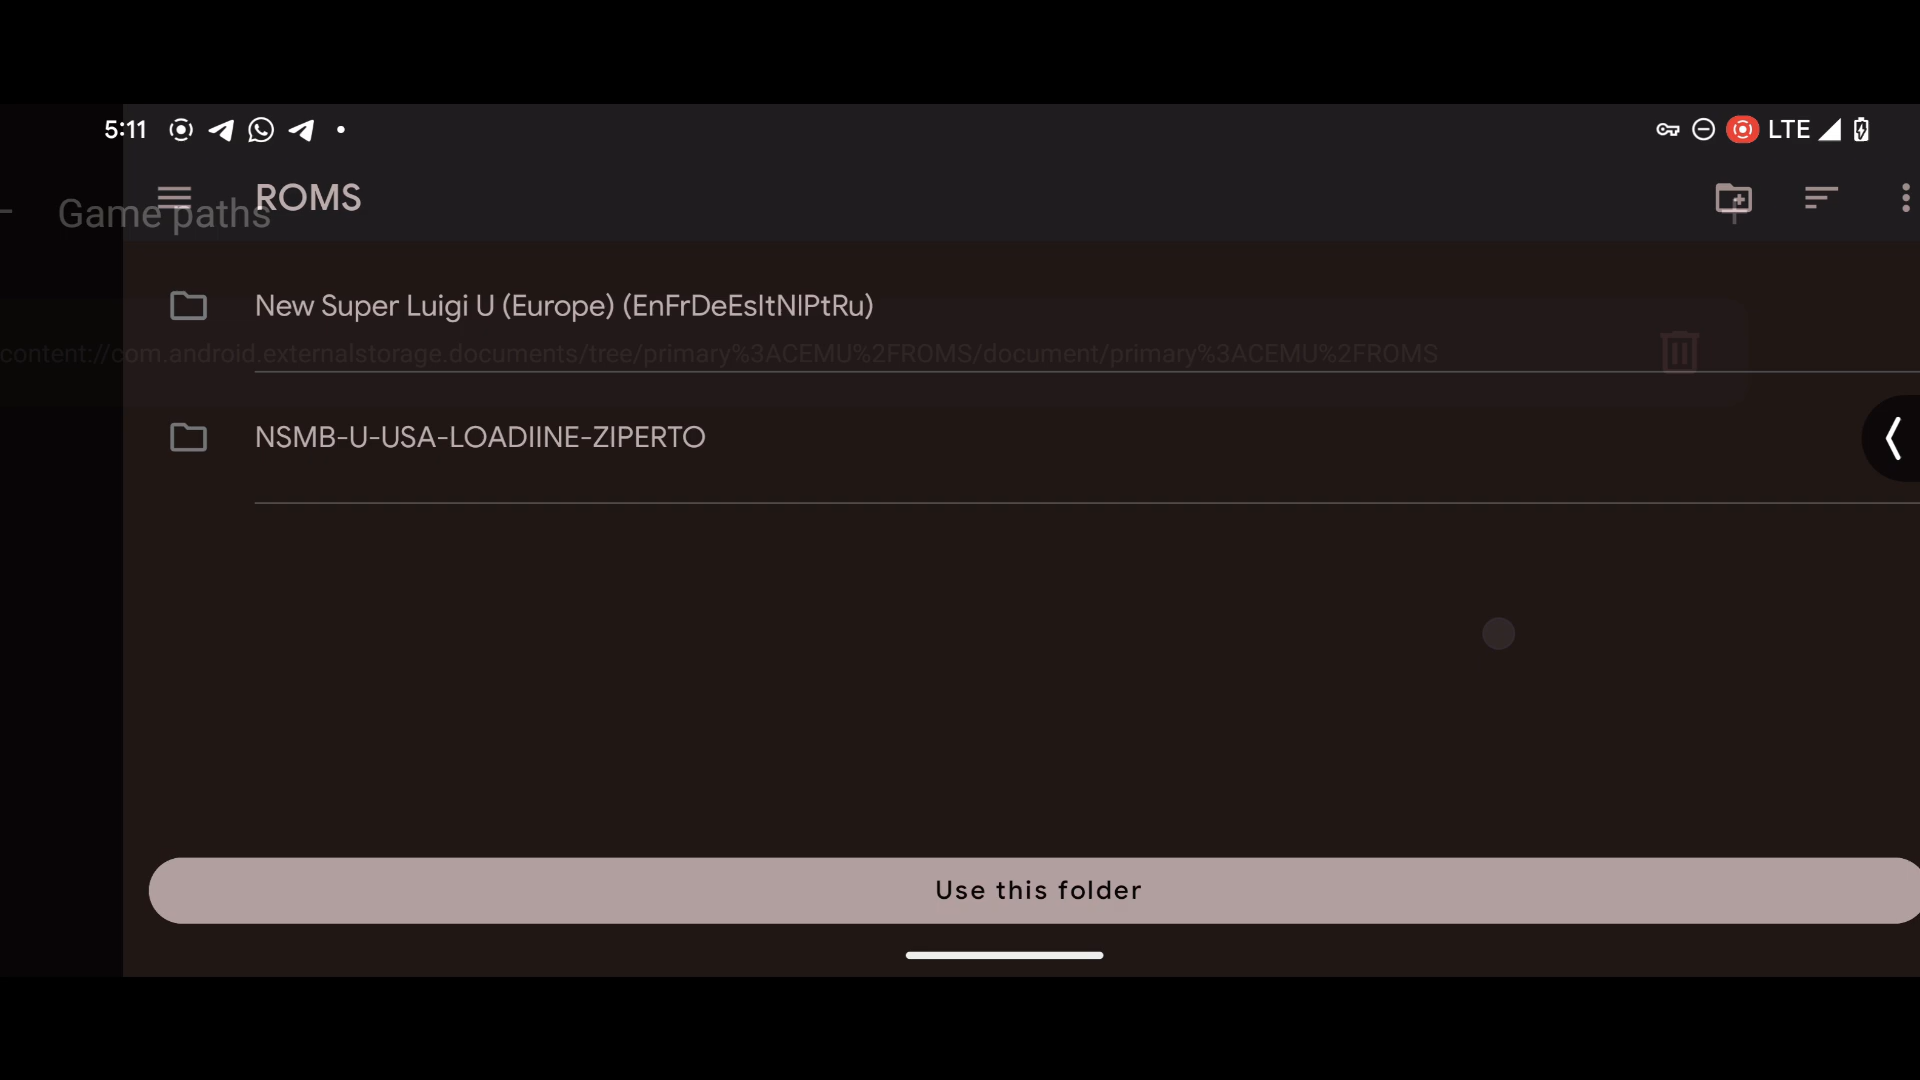 5:11 LTE
ROMS
Game paths
New Super Luigi U (Europe) (EnFrDeEsItNlPtRu)
content://com.android.externalstorage.documents/tree/primary%3ACEMU%2FROMS/document/primary%3ACEMU%2FROMS
NSMB-U-USA-LOADIINE-ZIPERTO
Use this folder